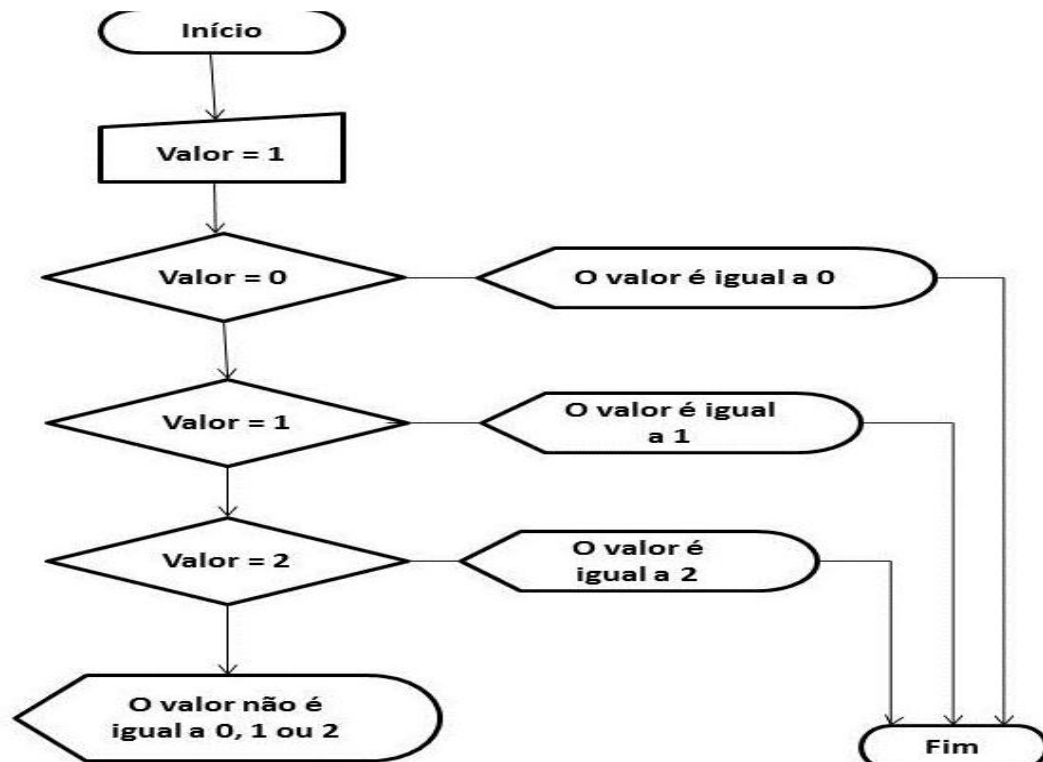 Início
Valor = 1
Valor = 0
O valor é igual a 0
Valor = 1
O valor é igual
a 1
Valor = 2
O valor é
igual a 2
O valor não é
igual a 0, 1 ou 2
Fim